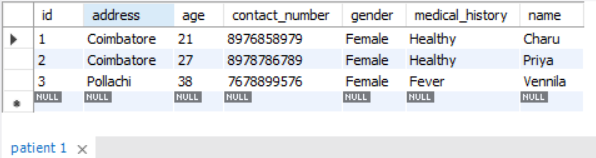 id address age contact_number gender medical_history name
1 Coimbatore 21 8976858979 Female Healthy Charu
2 Coimbatore 27 8978786789 Female Healthy Priya
3 Pollachi 38 7678899576 Female Fever Vennila
NULL NULL NULL NULL NULL NULL NULL
patient 1